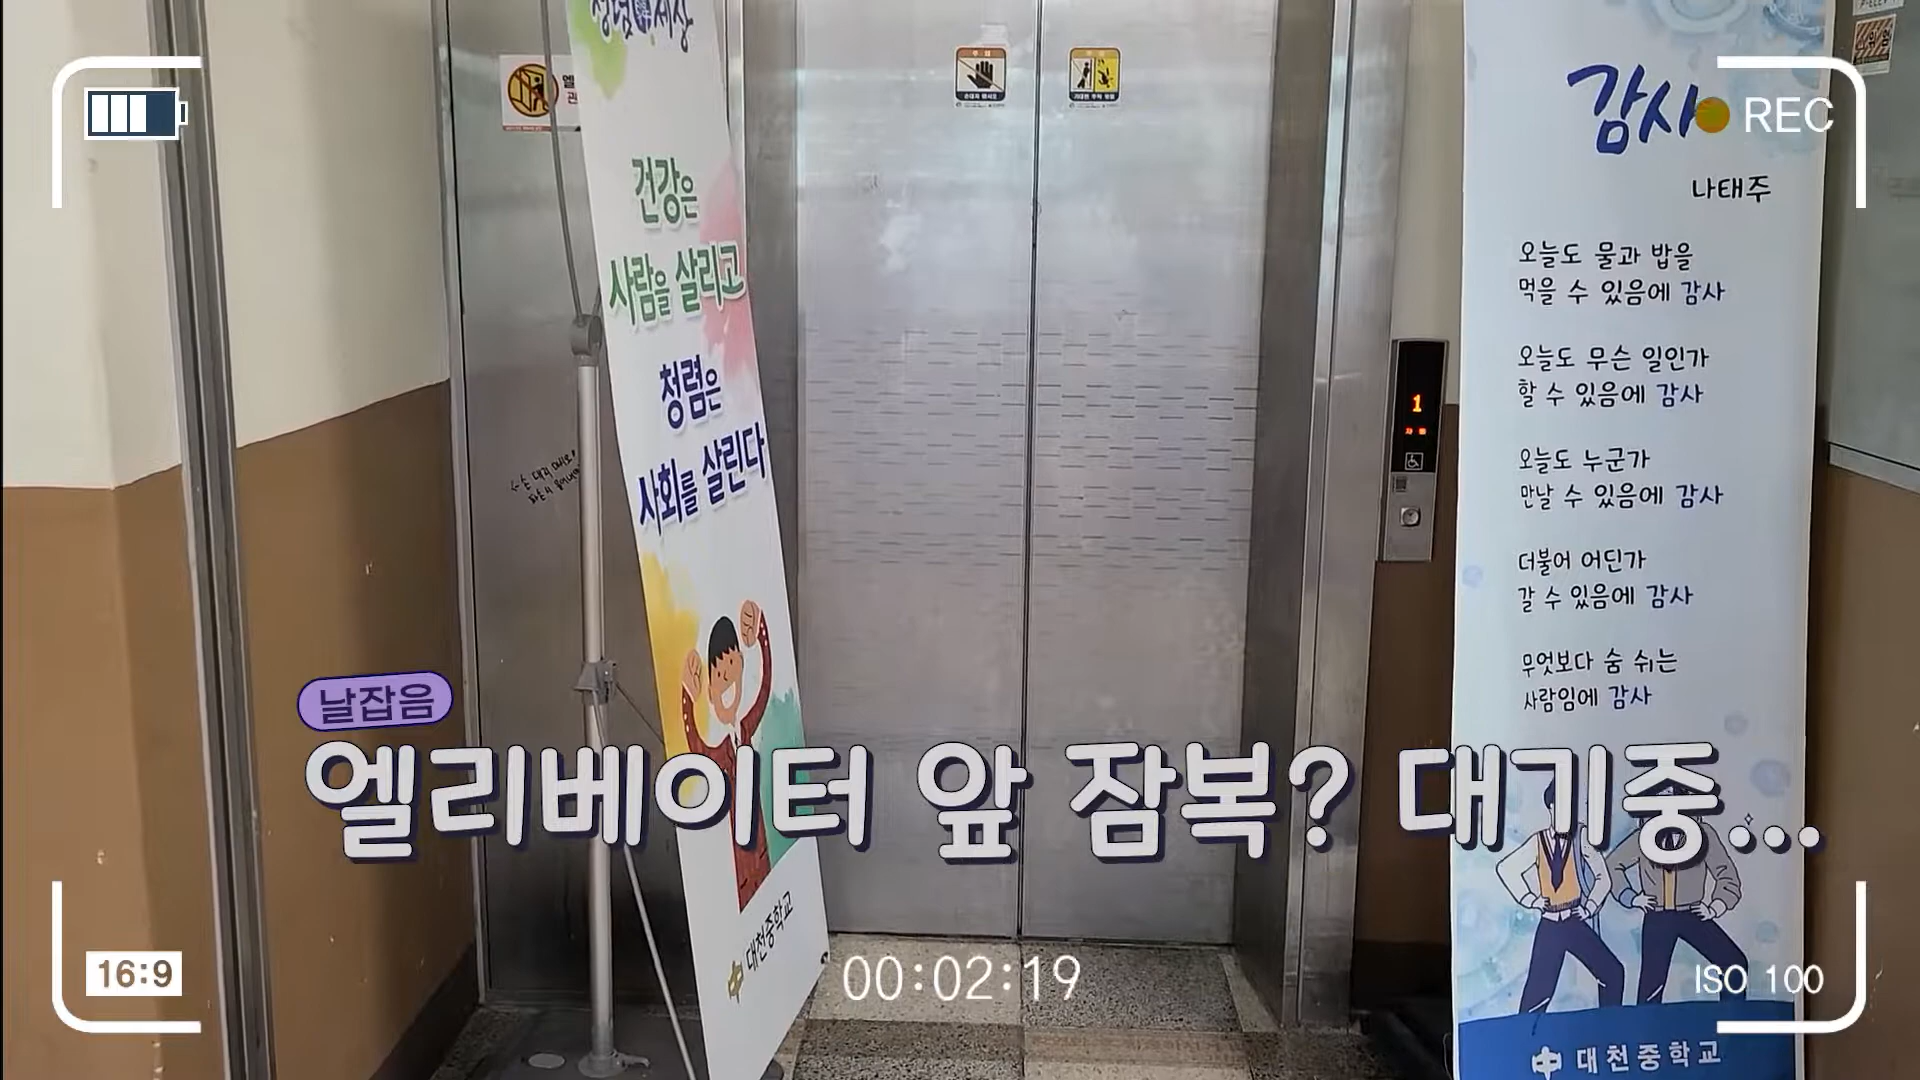 청렴 세상
건강은
사람을 살리고
청렴은
사회를 살린다
대천중학교
감사
REC
나태주
오늘도 물과 밥을
먹을 수 있음에 감사
오늘도 무슨 일인가
할 수 있음에 감사
오늘도 누군가
만날 수 있음에 감사
더불어 어딘가
갈 수 있음에 감사
무엇보다 숨 쉬는
사람임에 감사
대천중학교
1
날잡음
엘리베이터 앞 잠복? 대기중...
16:9
00:02:19
ISO 100